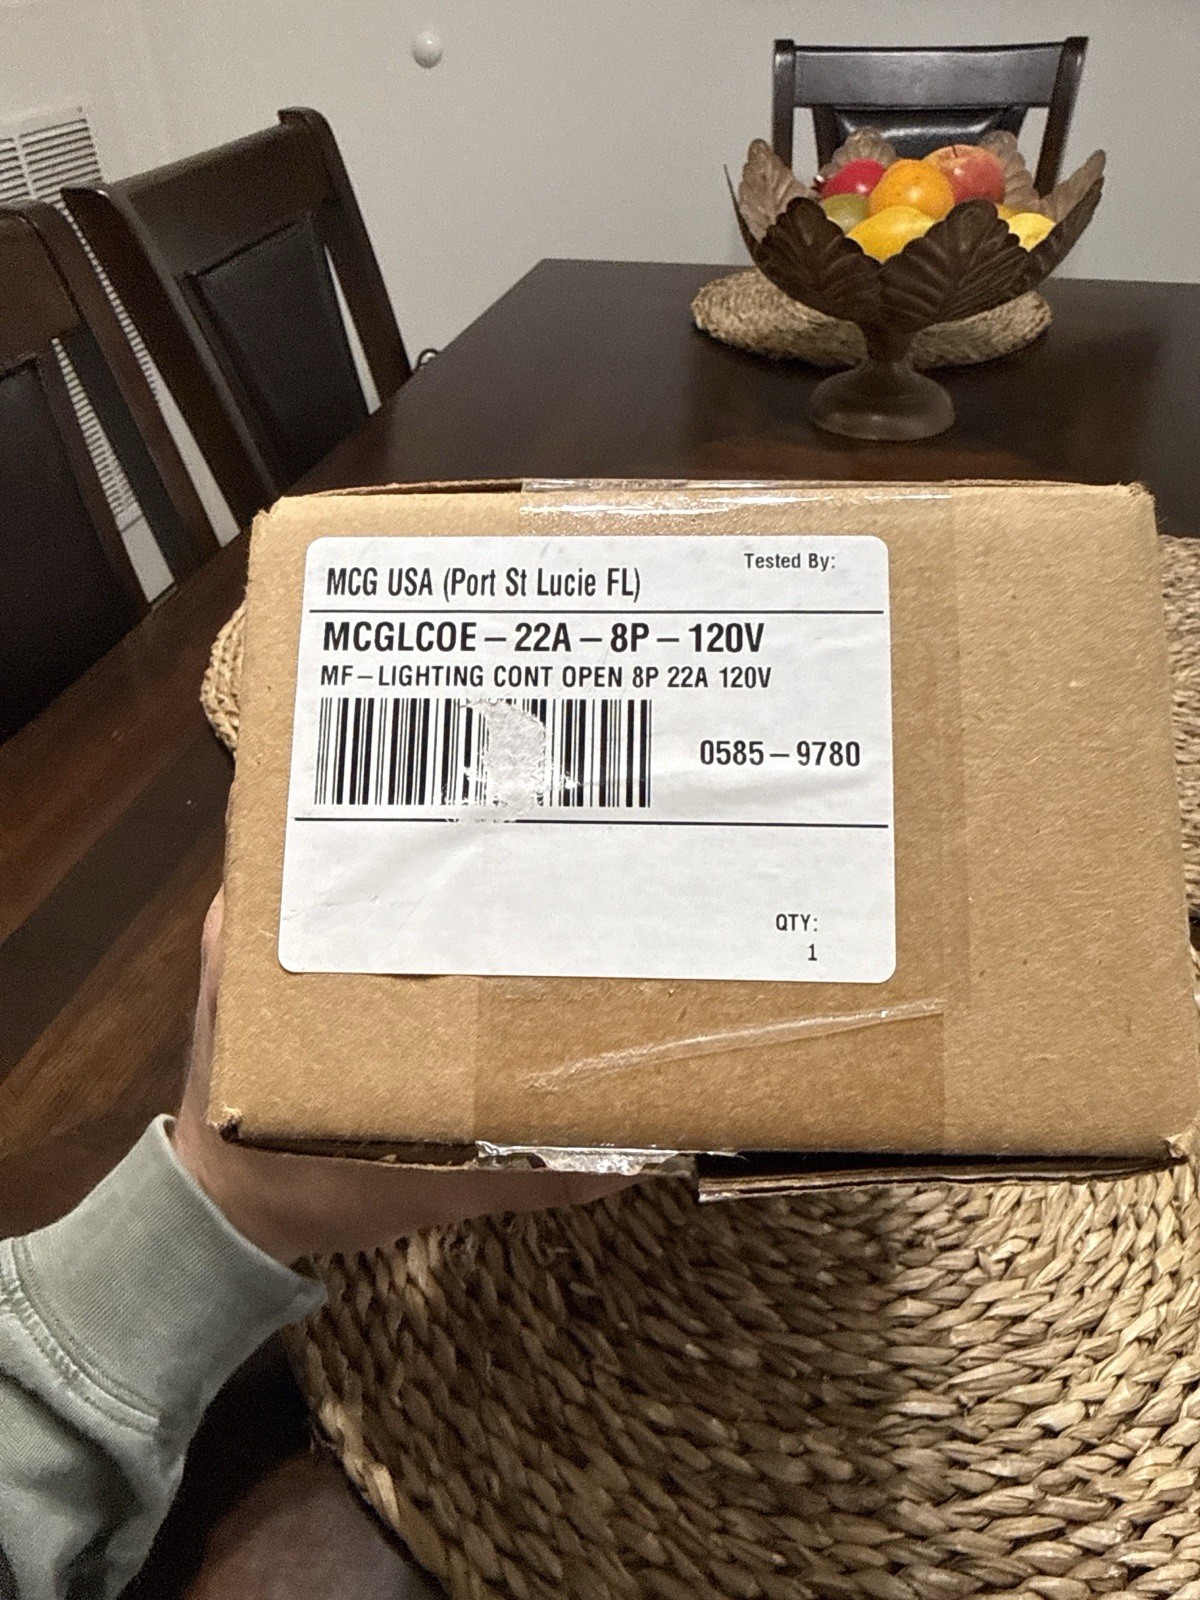 MCG USA (Port St Lucie FL)
Tested By:
MCGLCOE-22A-8P-120V
MF-LIGHTING CONT OPEN 8P 22A 120V
0585-9780
QTY:
1